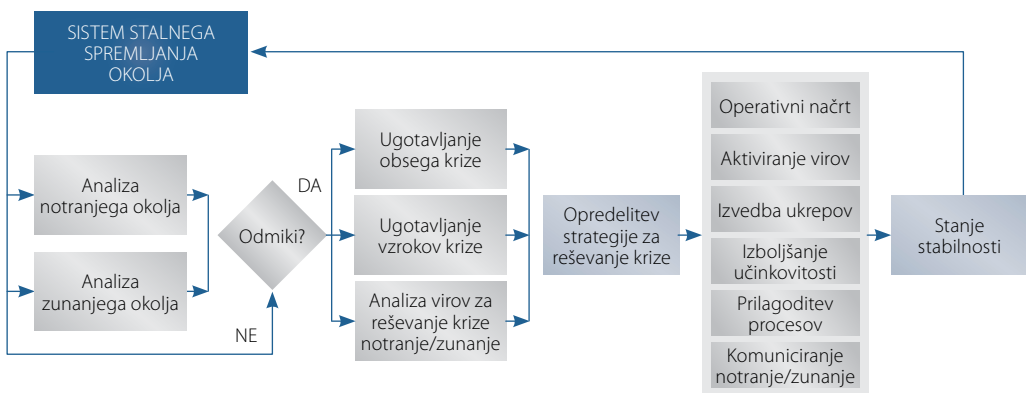 SISTEM STALNEGA
SPREMLJANJA
OKOLJA
Analiza
notranjega okolja
Analiza
zunanjega okolja
Odmiki?
DA
NE
Ugotavljanje
obsega krize
Ugotavljanje
vzrokov krize
Analiza virov za
reševanje krize
notranje/zunanje
Opredelitev
strategije za
reševanje krize
Operativni načrt
Aktiviranje virov
Izvedba ukrepov
Izboljšanje
učinkovitosti
Prilagoditev
procesov
Komuniciranje
notranje/zunanje
Stanje
stabilnosti